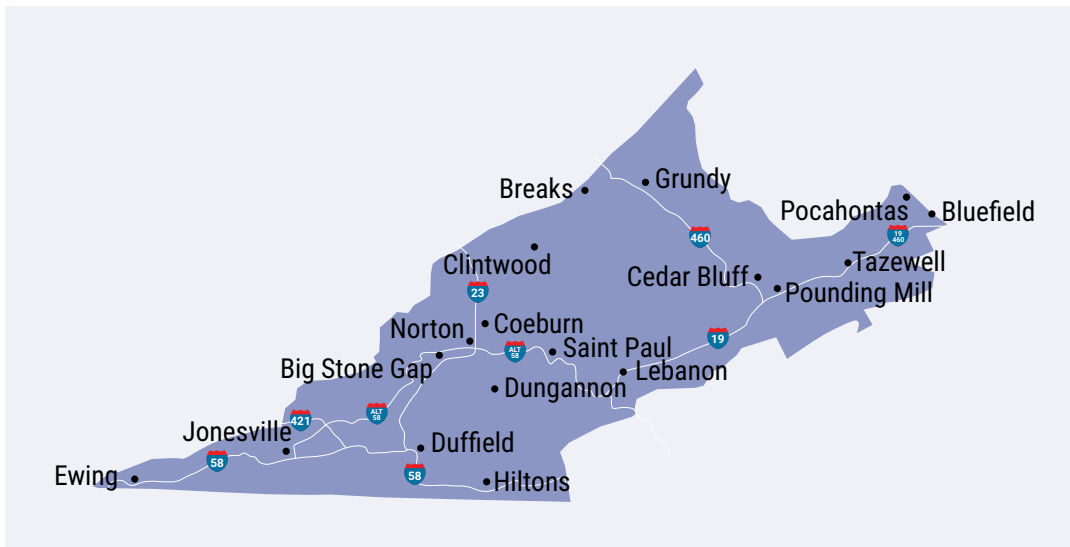 Grundy
Breaks
Pocahontas
Bluefield
19
460
460
Clintwood
Tazewell
Cedar Bluff
Pounding Mill
23
Coeburn
Norton
19
ALT
58
Saint Paul
Big Stone Gap
Lebanon
Dungannon
ALT
58
421
Jonesville
Duffield
58
58
Ewing
Hiltons